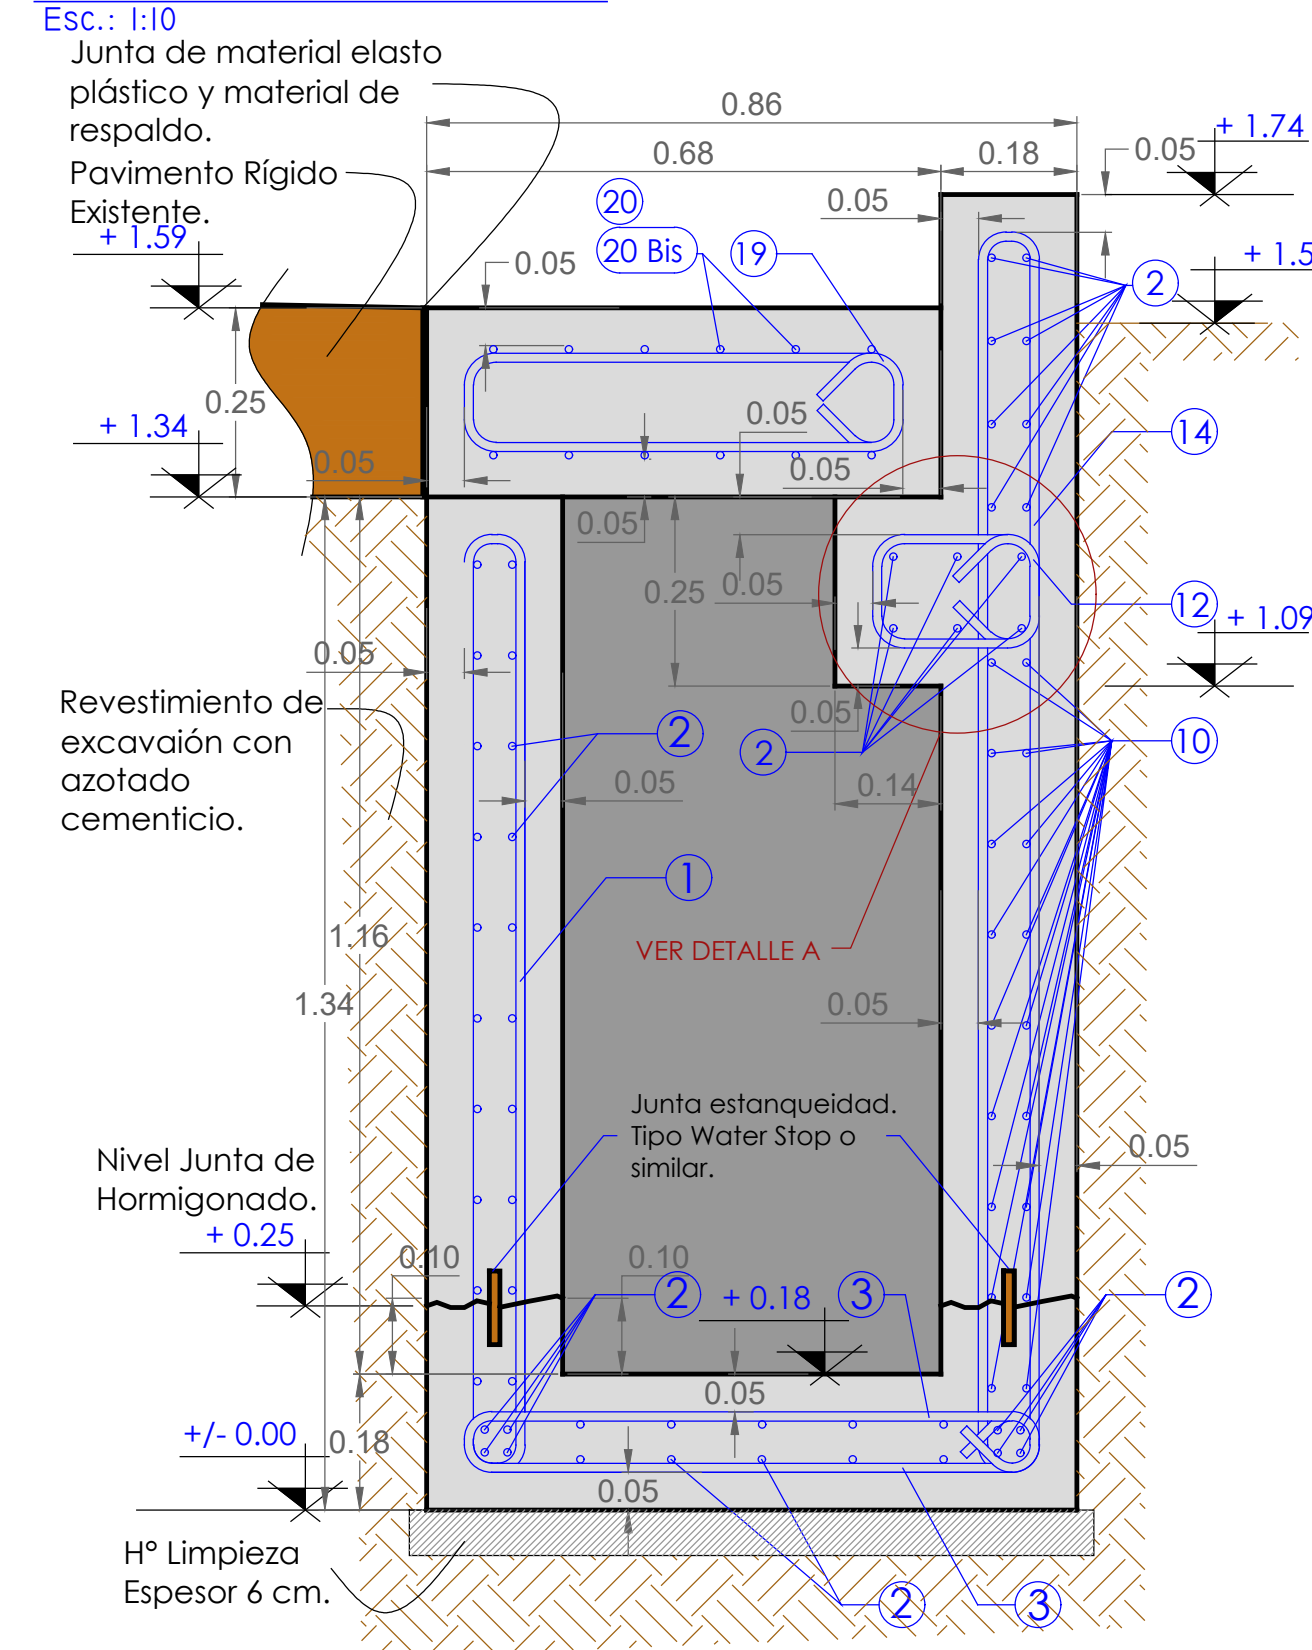 Esc.: 1:10
Junta de material elasto
plástico y material de
respaldo.
0.86
+ 1.74
0.68
0.18
0.05
Pavimento Rígido
Existente.
20
0.05
+ 1.59
20 Bis
19
+ 1.5
0.05
2
0.25
0.05
+ 1.34
14
0.05
0.05
0.05
0.25
0.05
12
+ 1.09
0.05
Revestimiento de
excavaión con
azotado
cementicio.
0.05
2
2
10
0.05
0.14
1
1.16
VER DETALLE A
1.34
0.05
Junta estanqueidad.
Tipo Water Stop o
similar.
0.05
Nivel Junta de
Hormigonado.
+ 0.25
0.10
0.10
2
+ 0.18
3
2
0.05
+/- 0.00
0.18
0.05
H° Limpieza
Espesor 6 cm.
2
3